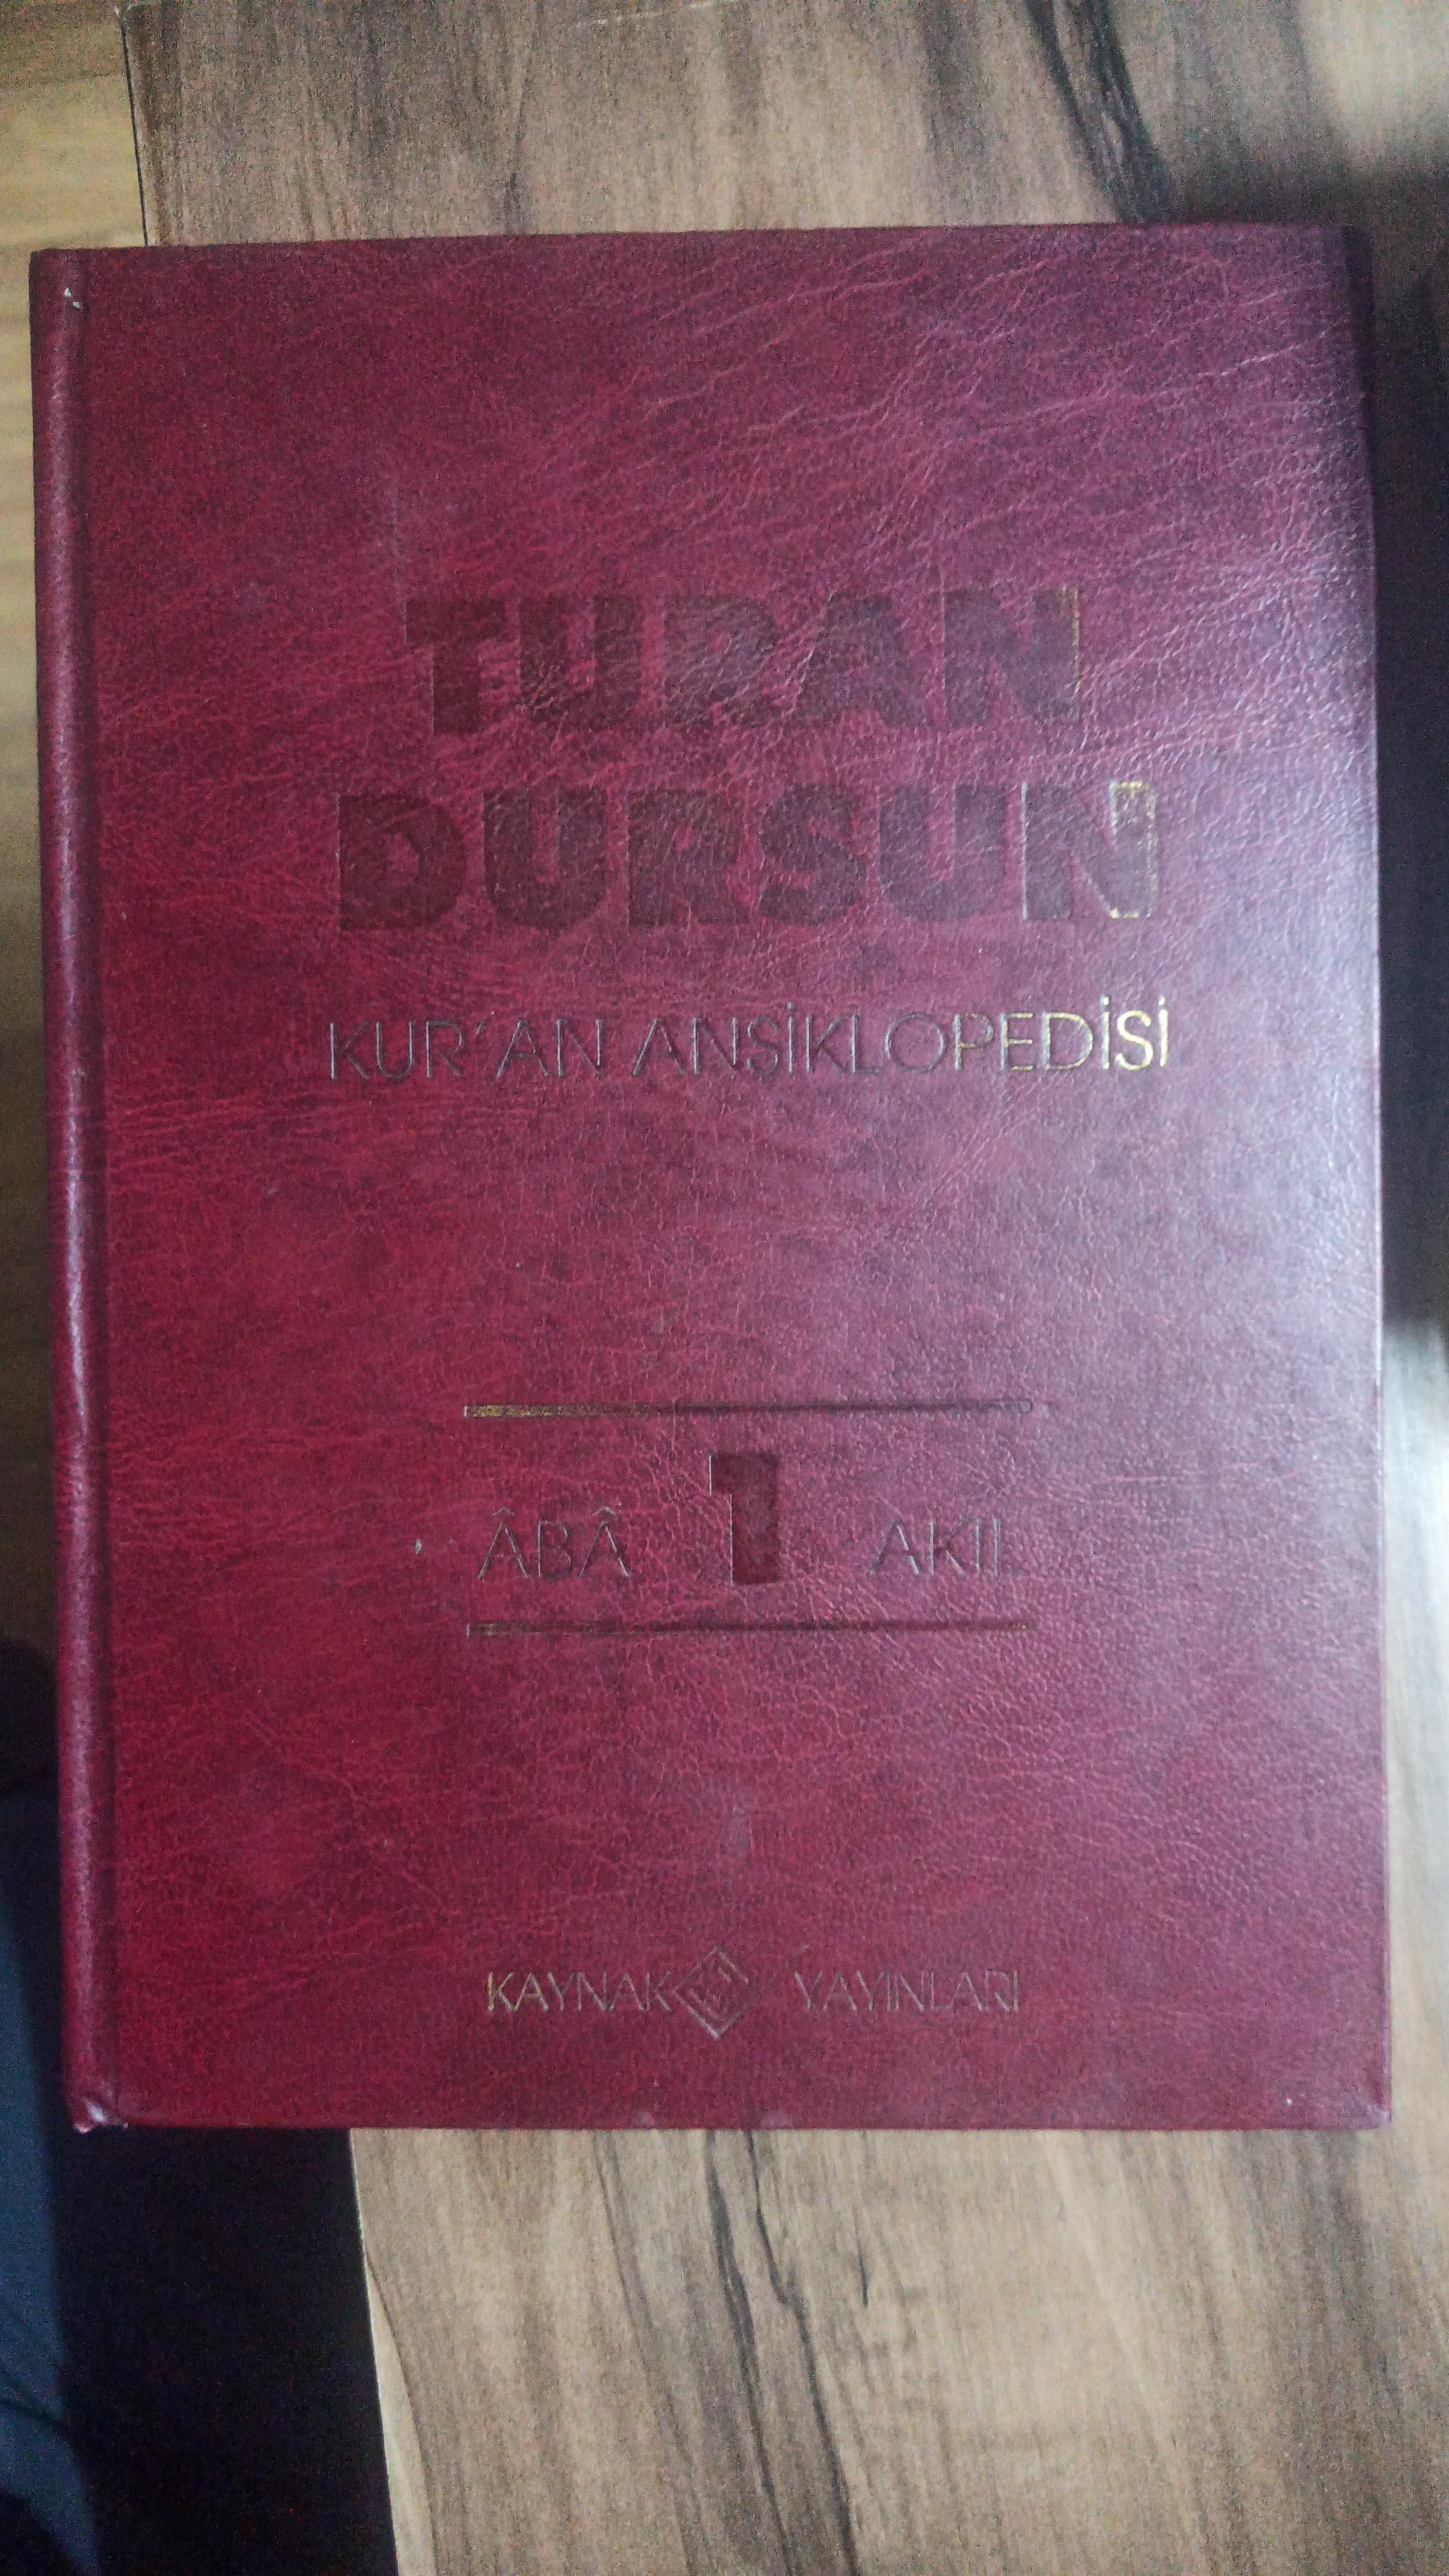 TURAN
DURSUN
KUR'AN ANSİKLOPEDİSİ
ÂBÂ 1 AKIL
KAYNAK YAYINLARI